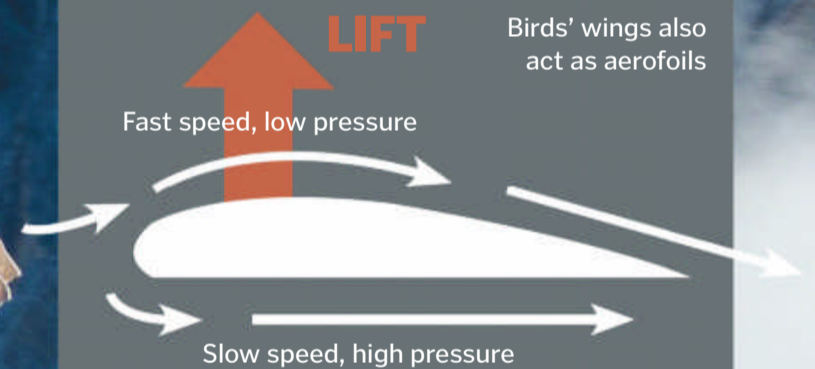 LIFT
Birds’ wings also
act as aerofoils
Fast speed, low pressure
Slow speed, high pressure